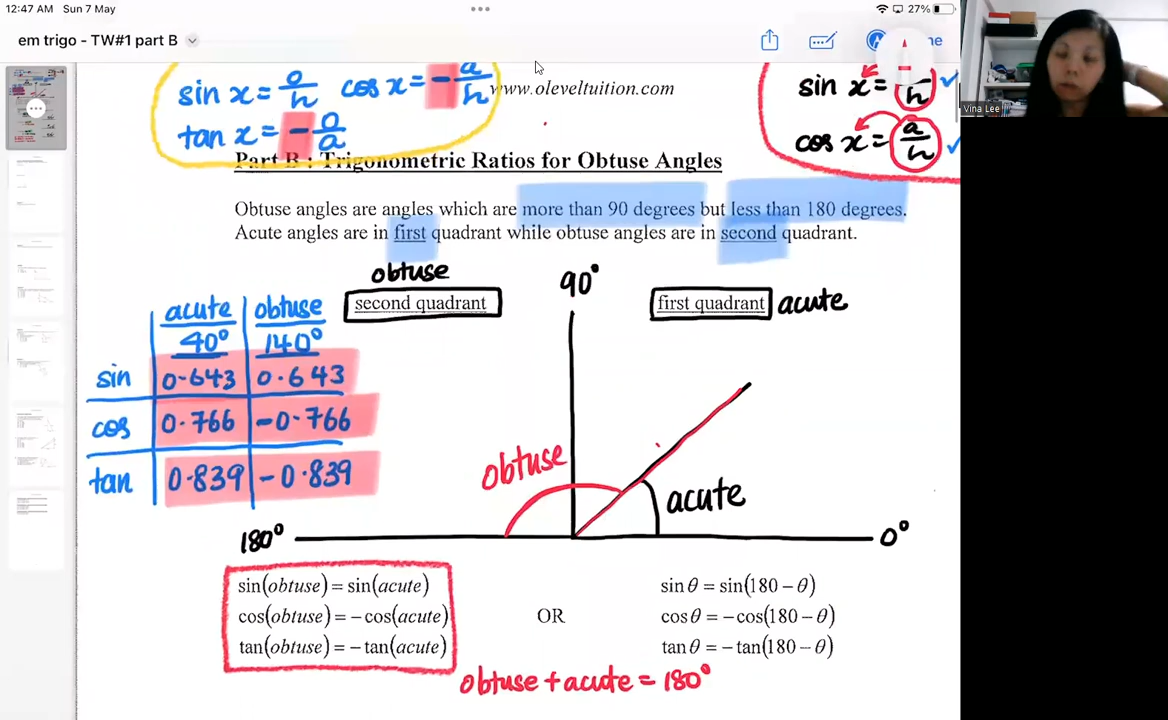 12:47 AM Sun 7 May
27%
em trigo - TW#1 part B
Vina Lee
sin x = o/h cos x = - a/h
tan x = - o/a
www.oleveltuition.com
sin x = /h
cos x = a/h
Part B : Trigonometric Ratios for Obtuse Angles
Obtuse angles are angles which are more than 90 degrees but less than 180 degrees.
Acute angles are in first quadrant while obtuse angles are in second quadrant.
obtuse
second quadrant
90°
first quadrant acute
acute obtuse
40° 140°
sin 0.643 0.643
cos 0.766 -0.766
tan 0.839 -0.839
obtuse
acute
180°
0°
sin(obtuse) = sin(acute)
cos(obtuse) = -cos(acute)
tan(obtuse) = -tan(acute)
OR
sin θ = sin(180 - θ)
cos θ = -cos(180 - θ)
tan θ = -tan(180 - θ)
obtuse + acute = 180°